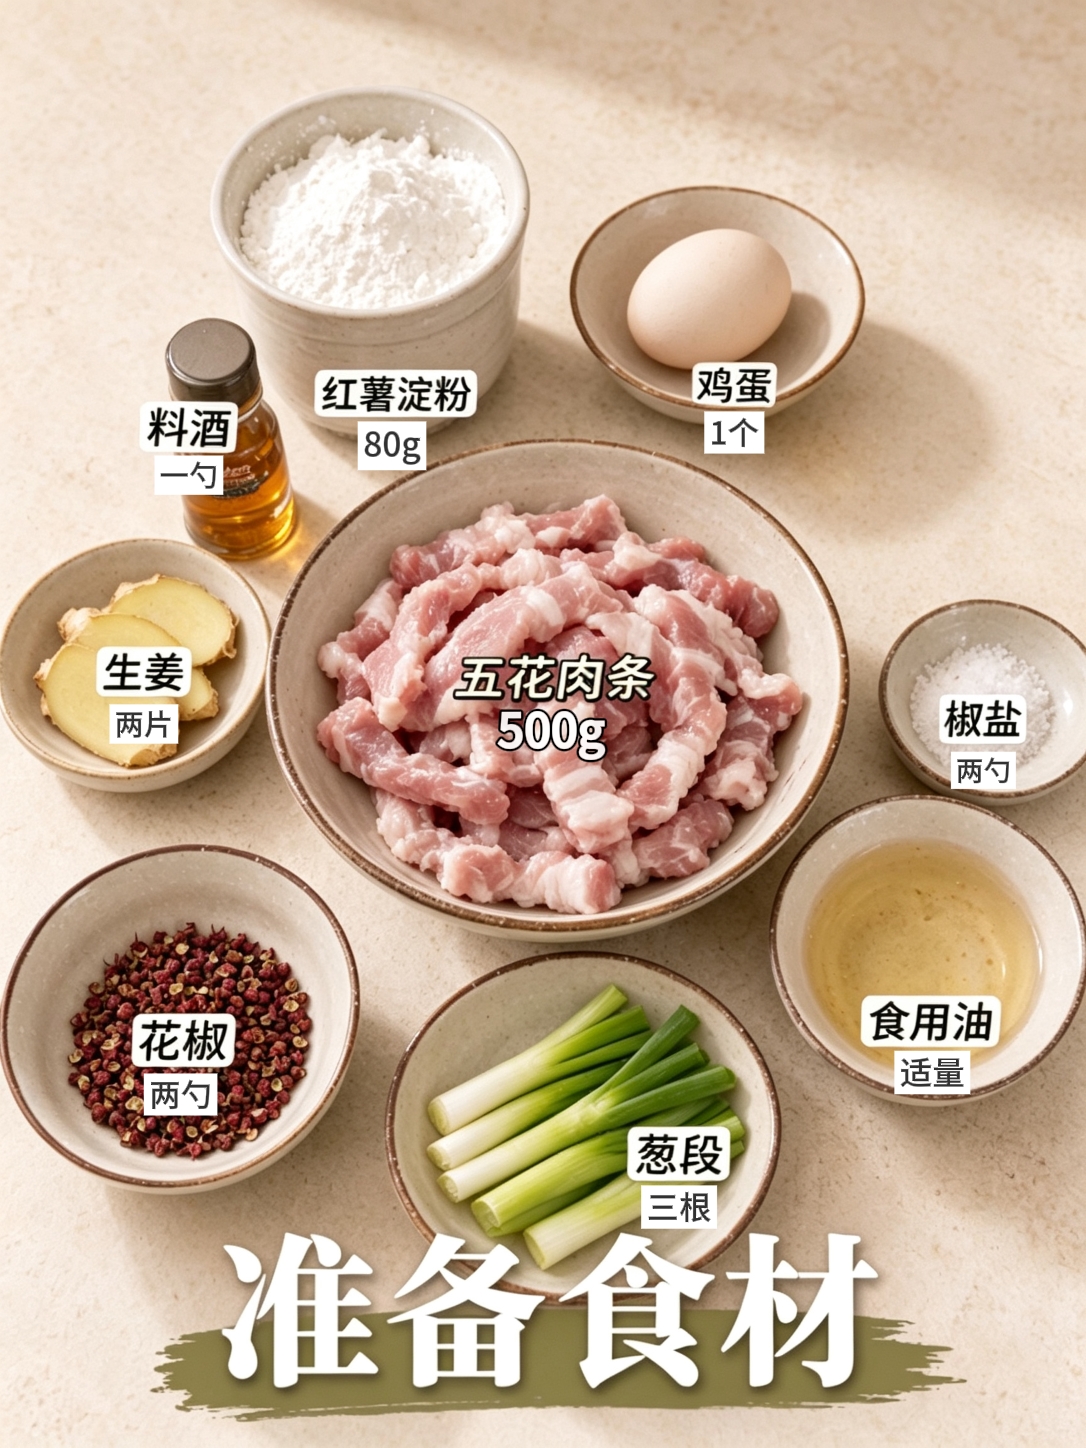 红薯淀粉
80g
鸡蛋
1个
料酒
一勺
生姜
两片
五花肉条
500g
椒盐
两勺
花椒
两勺
食用油
适量
葱段
三根
准备食材